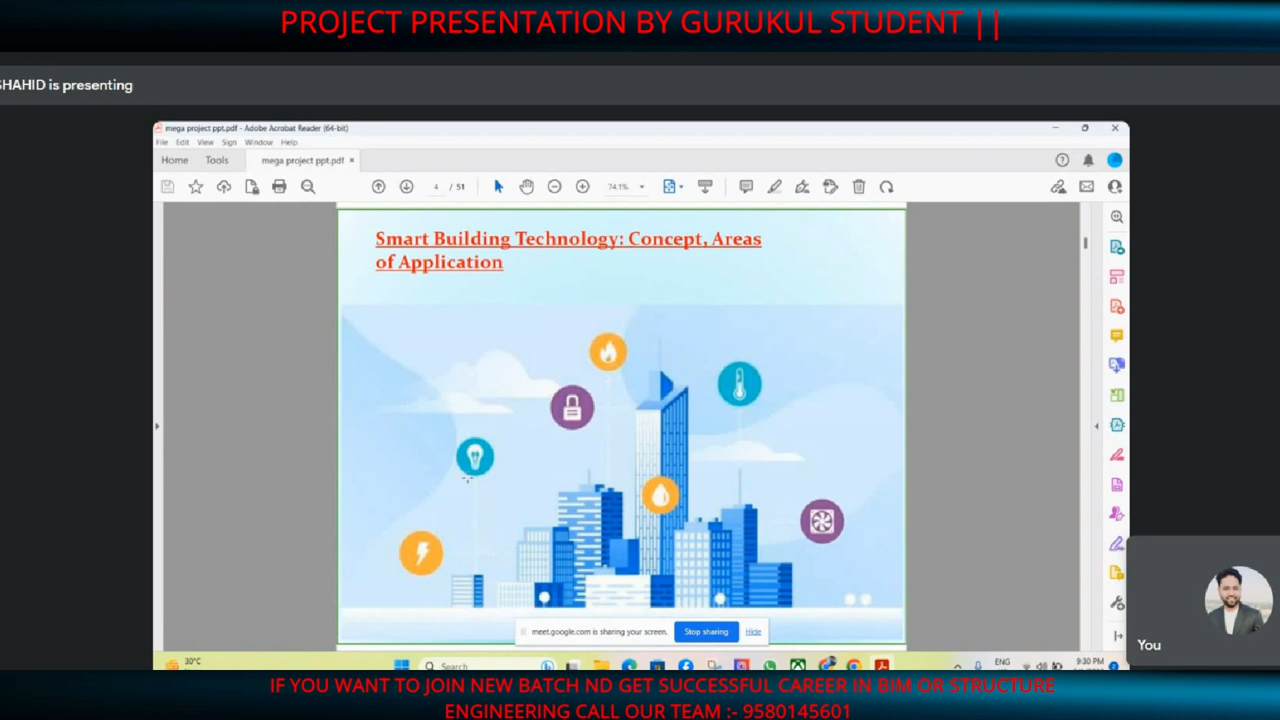 PROJECT PRESENTATION BY GURUKUL STUDENT ||
SHAHID is presenting
mega project ppt.pdf - Adobe Acrobat Reader (64-bit)
File Edit View Sign Window Help
Home Tools mega project ppt.pdf ×
4 / 51 74.1%
Smart Building Technology: Concept, Areas
of Application
meet.google.com is sharing your screen. Stop sharing Hide
You
30°C Search ENG 9:30 PM
IF YOU WANT TO JOIN NEW BATCH ND GET SUCCESSFUL CAREER IN BIM OR STRUCTURE
ENGINEERING CALL OUR TEAM :- 9580145601